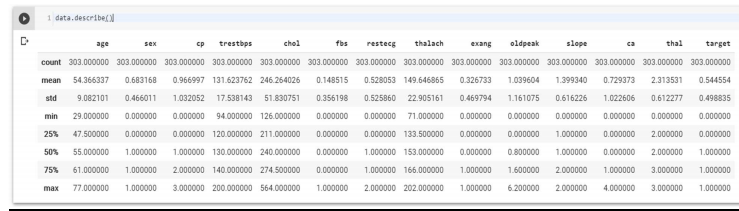 1 data.describe()
age sex cp trestbps chol fbs restecg thalach exang oldpeak slope ca thal target
count 303.000000 303.000000 303.000000 303.000000 303.000000 303.000000 303.000000 303.000000 303.000000 303.000000 303.000000 303.000000 303.000000 303.000000
mean 54.366337 0.683168 0.966997 131.623762 246.264026 0.148515 0.528053 149.646865 0.326733 1.039604 1.399340 0.729373 2.313531 0.544554
std 9.082101 0.466011 1.032052 17.538143 51.830751 0.356198 0.525860 22.905161 0.469794 1.161075 0.616226 1.022606 0.612277 0.498835
min 29.000000 0.000000 0.000000 94.000000 126.000000 0.000000 0.000000 71.000000 0.000000 0.000000 0.000000 0.000000 0.000000 0.000000
25% 47.500000 0.000000 0.000000 120.000000 211.000000 0.000000 0.000000 133.500000 0.000000 0.000000 1.000000 0.000000 2.000000 0.000000
50% 55.000000 1.000000 1.000000 130.000000 240.000000 0.000000 1.000000 153.000000 0.000000 0.800000 1.000000 0.000000 2.000000 1.000000
75% 61.000000 1.000000 2.000000 140.000000 274.500000 0.000000 1.000000 166.000000 1.000000 1.600000 2.000000 1.000000 3.000000 1.000000
max 77.000000 1.000000 3.000000 200.000000 564.000000 1.000000 2.000000 202.000000 1.000000 6.200000 2.000000 4.000000 3.000000 1.000000